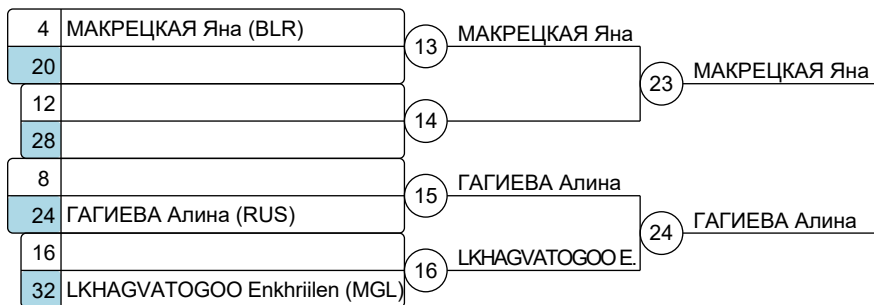 4 МАКРЕЦКАЯ Яна (BLR)
13 МАКРЕЦКАЯ Яна
20
23 МАКРЕЦКАЯ Яна
12
14
28
8
15 ГАГИЕВА Алина
24 ГАГИЕВА Алина (RUS)
24 ГАГИЕВА Алина
16
16 LKHAGVATOGOO E.
32 LKHAGVATOGOO Enkhriilen (MGL)